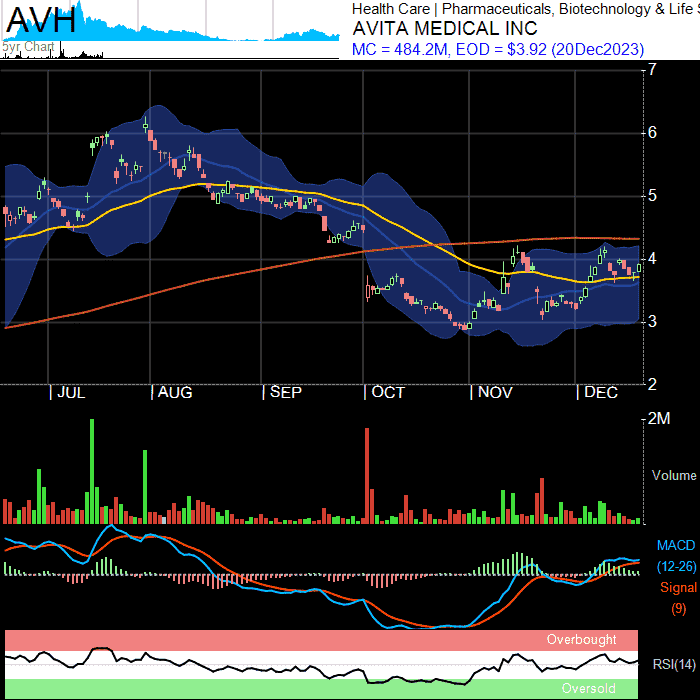 AVH
5yr Chart
Health Care | Pharmaceuticals, Biotechnology & Life S
AVITA MEDICAL INC
MC = 484.2M, EOD = $3.92 (20Dec2023)
7
6
5
4
3
2
| JUL | AUG | SEP | OCT | NOV | DEC
2M
Volume
MACD
(12-26)
Signal
(9)
Overbought
RSI(14)
Oversold